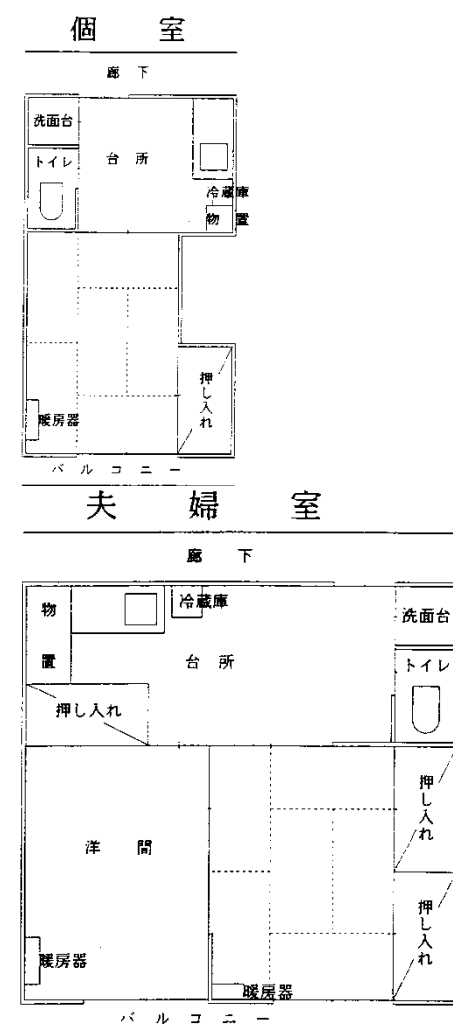 個室
廊下
洗面台
トイレ
台所
冷蔵庫
物置
押し入れ
暖房器
バルコニー
夫婦室
廊下
物置
冷蔵庫
洗面台
台所
トイレ
押し入れ
押し入れ
洋間
押し入れ
暖房器
暖房器
バルコニー